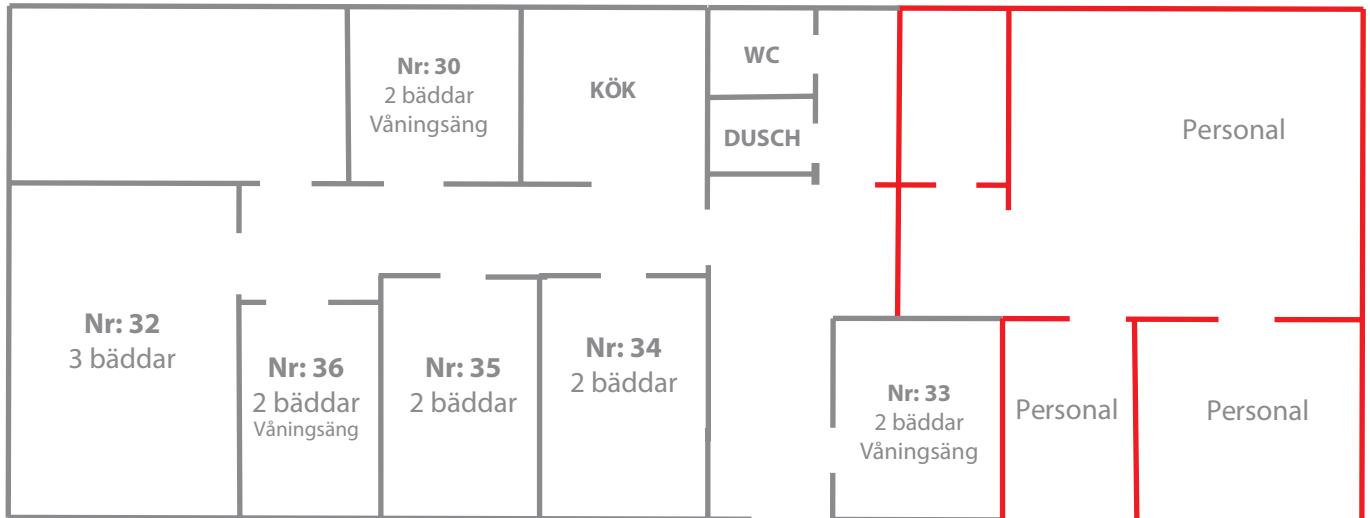 Nr: 30
2 bäddar
Våningsäng
KÖK
WC
DUSCH
Personal
Nr: 32
3 bäddar
Nr: 36
2 bäddar
Våningsäng
Nr: 35
2 bäddar
Nr: 34
2 bäddar
Nr: 33
2 bäddar
Våningsäng
Personal
Personal